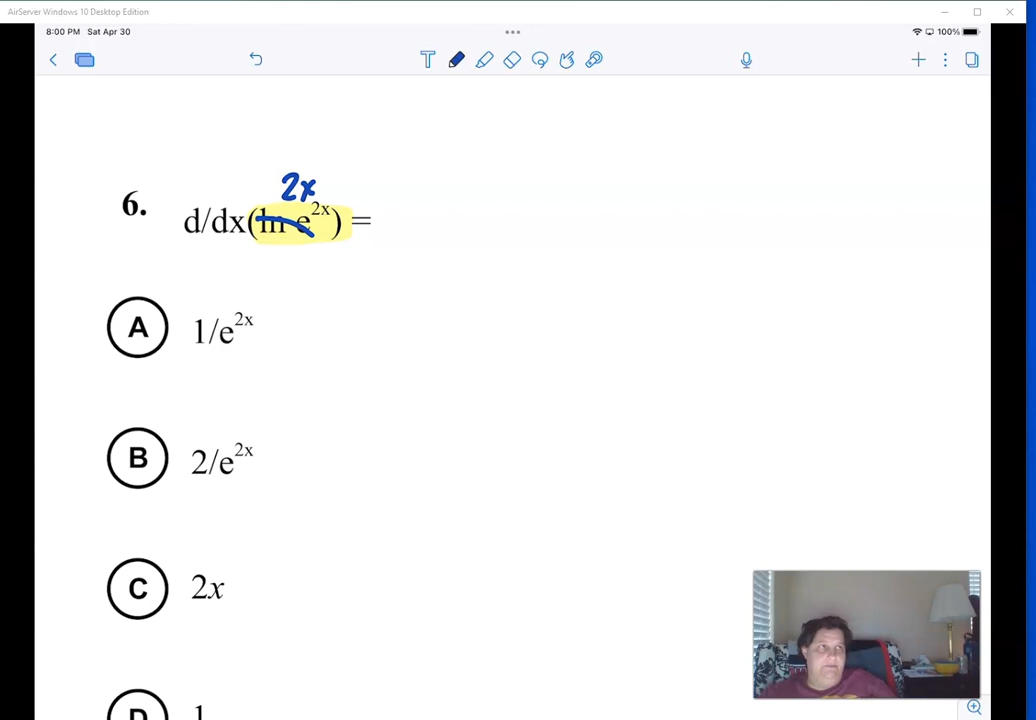 AirServer Windows 10 Desktop Edition
8:00 PM Sat Apr 30
100%
T
2x
6. d/dx(ln e^2x) =
A 1/e^2x
B 2/e^2x
C 2x
D 1